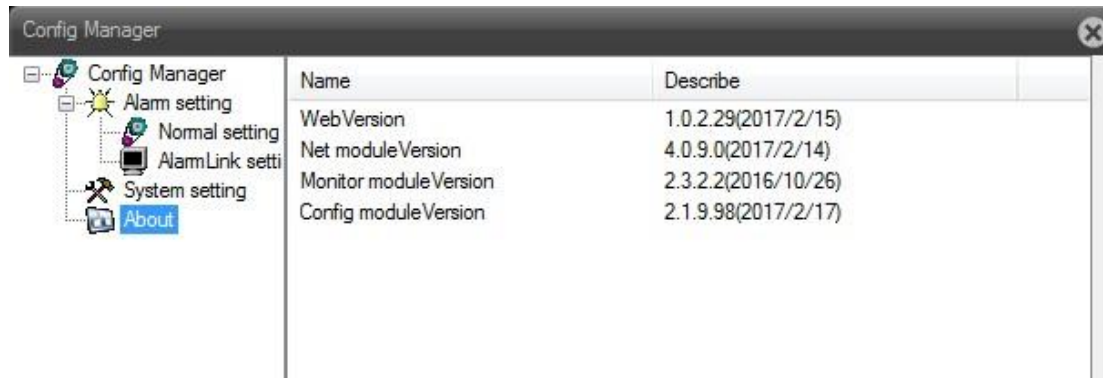 Config Manager
Config Manager
Alarm setting
Normal setting
AlarmLink setti
System setting
About
Name Describe
WebVersion 1.0.2.29(2017/2/15)
Net moduleVersion 4.0.9.0(2017/2/14)
Monitor moduleVersion 2.3.2.2(2016/10/26)
Config moduleVersion 2.1.9.98(2017/2/17)